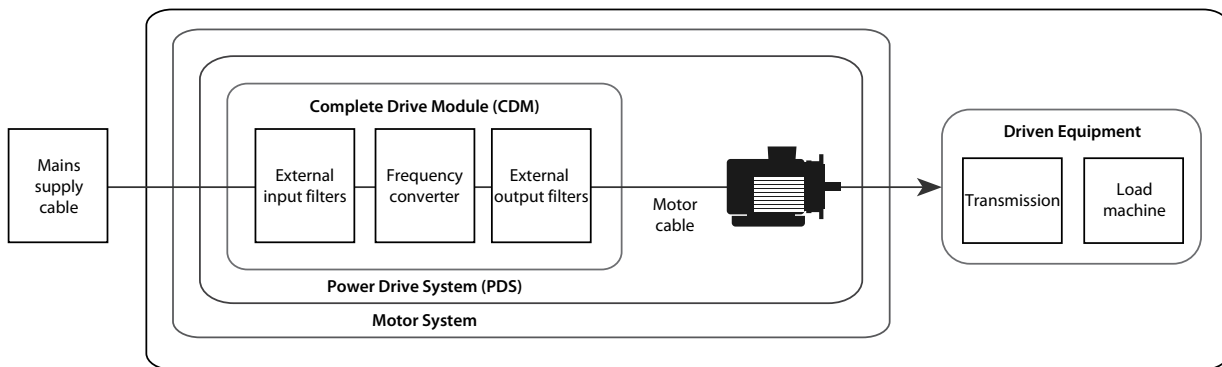 Complete Drive Module (CDM)
Driven Equipment
Mains
supply
cable
External
input filters
Frequency
converter
External
output filters
Motor
cable
Transmission
Load
machine
Power Drive System (PDS)
Motor System